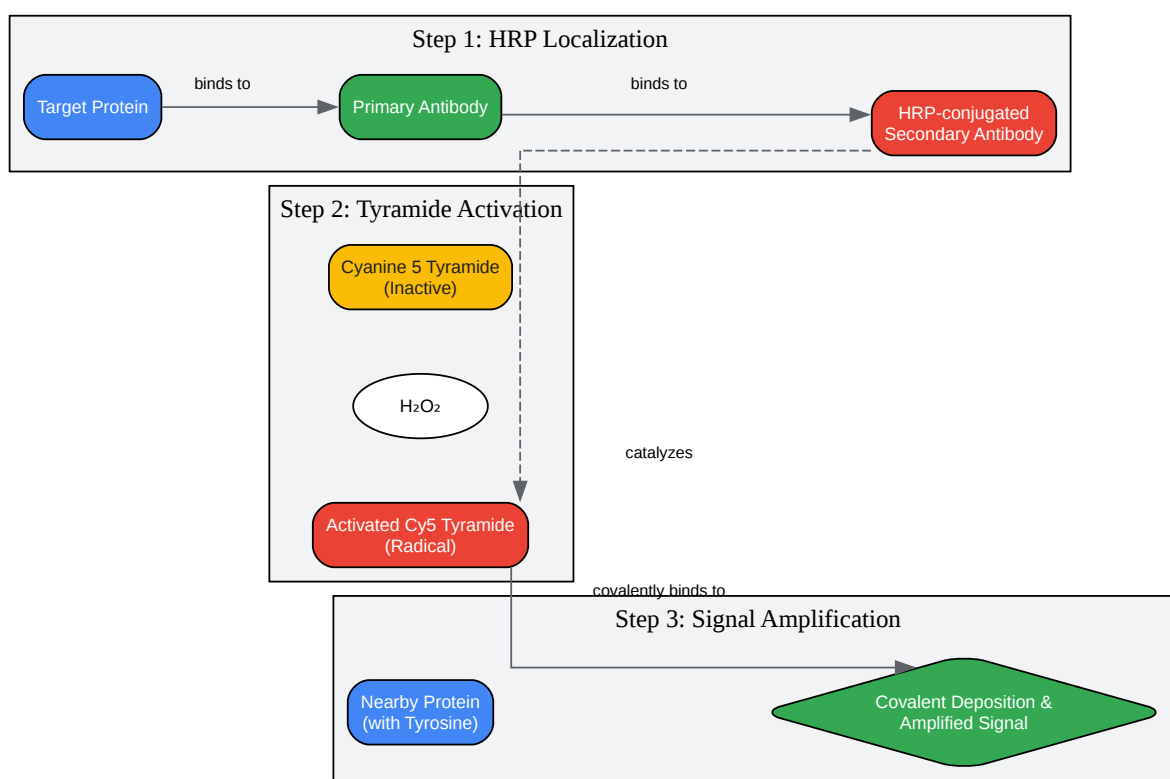 Step 1: HRP Localization
Target Protein
binds to
Primary Antibody
binds to
HRP-conjugated
Secondary Antibody
Step 2: Tyramide Activation
Cyanine 5 Tyramide
(Inactive)
H₂O₂
catalyzes
Activated Cy5 Tyramide
(Radical)
covalently binds to
Step 3: Signal Amplification
Nearby Protein
(with Tyrosine)
Covalent Deposition &
Amplified Signal